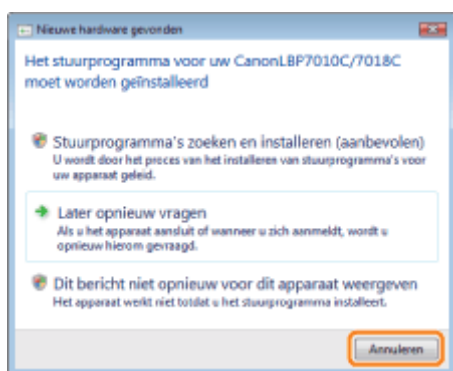 Nieuwe hardware gevonden
Het stuurprogramma voor uw CanonLBP7010C/7018C
moet worden geïnstalleerd
Stuurprogramma's zoeken en installeren (aanbevolen)
U wordt door het proces van het installeren van stuurprogramma's voor
uw apparaat geleid.
Later opnieuw vragen
Als u het apparaat aansluit of wanneer u zich aanmeldt, wordt u
opnieuw hierom gevraagd.
Dit bericht niet opnieuw voor dit apparaat weergeven
Het apparaat werkt niet totdat u het stuurprogramma installeert.
Annuleren